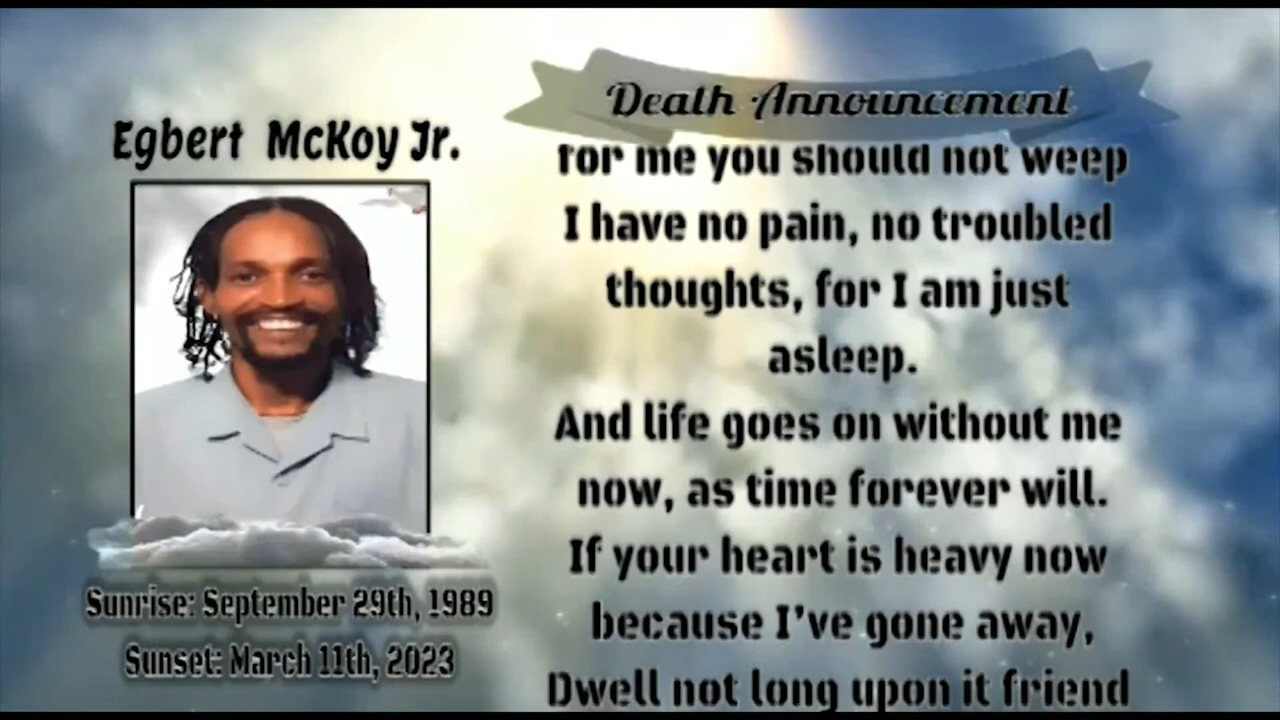 Death Announcement
Egbert McKoy Jr.
for me you should not weep
I have no pain, no troubled
thoughts, for I am just
asleep.
And life goes on without me
now, as time forever will.
If your heart is heavy now
because I've gone away,
Dwell not long upon it friend
Sunrise: September 29th, 1989
Sunset: March 11th, 2023